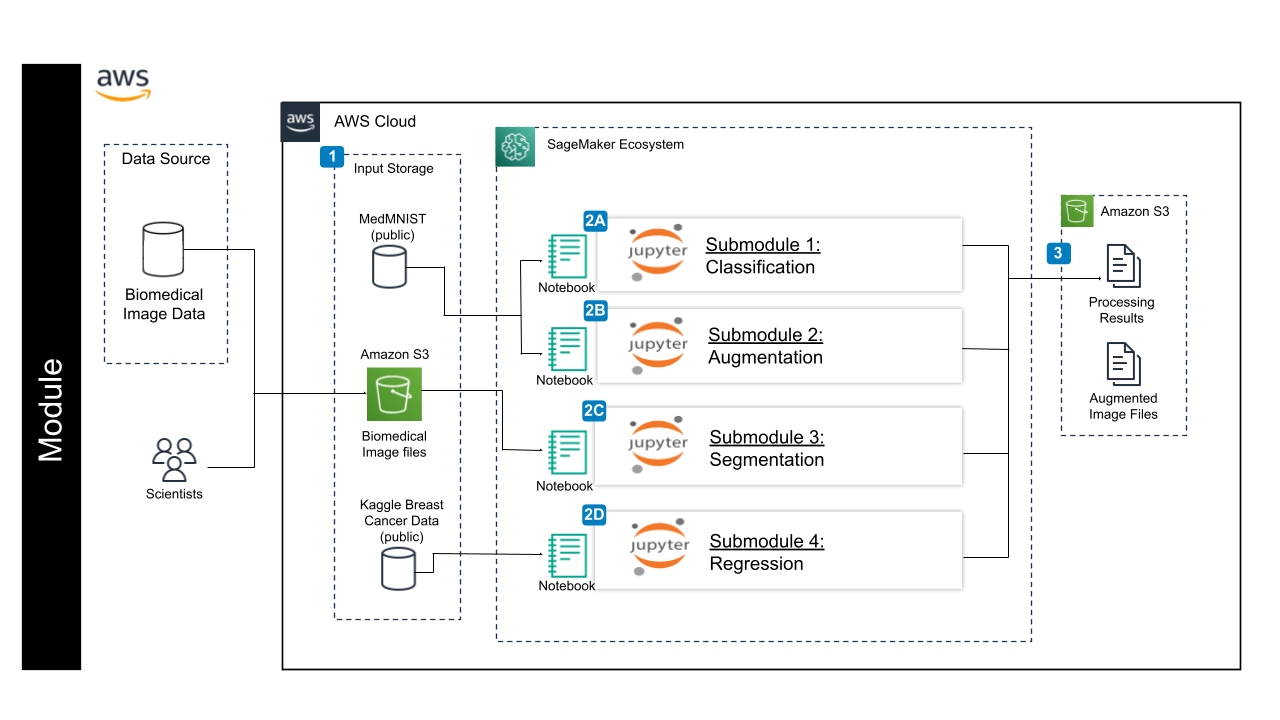 aws
Module
Data Source
Biomedical
Image Data
Scientists
aws
AWS Cloud
1
Input Storage
MedMNIST
(public)
Amazon S3
Biomedical
Image files
Kaggle Breast
Cancer Data
(public)
SageMaker Ecosystem
2A
Notebook
jupyter
Submodule 1:
Classification
2B
Notebook
jupyter
Submodule 2:
Augmentation
2C
Notebook
jupyter
Submodule 3:
Segmentation
2D
Notebook
jupyter
Submodule 4:
Regression
3
Amazon S3
Processing
Results
Augmented
Image Files